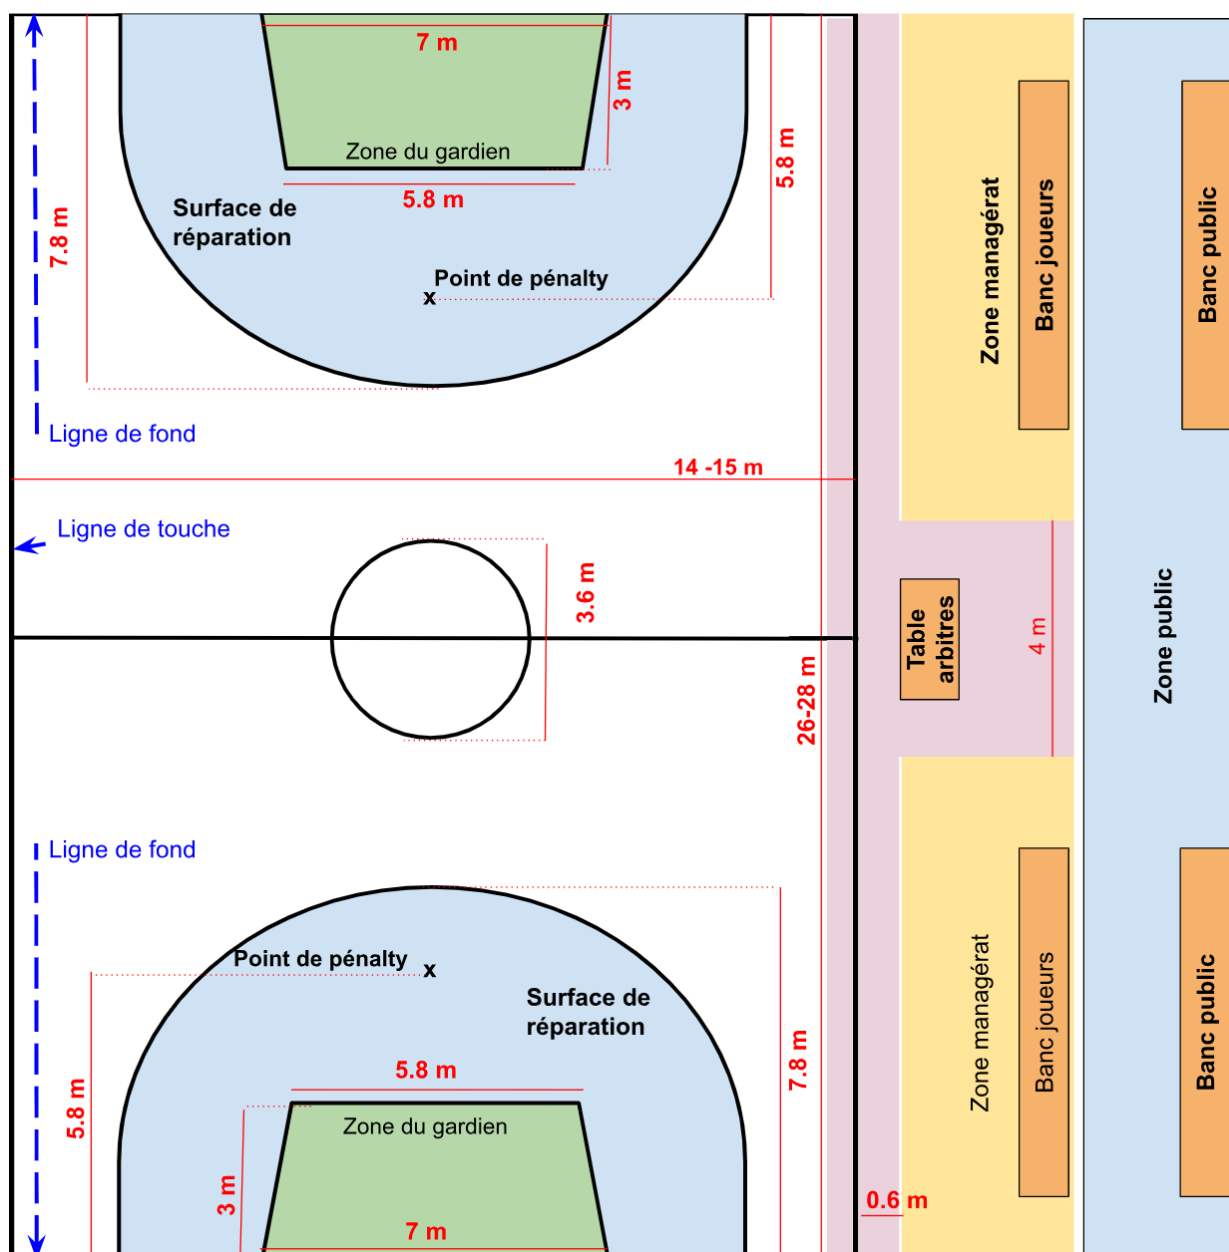 7 m
3 m
Zone du gardien
5.8 m
5.8 m
7.8 m
Surface de
réparation
Point de pénalty
x
Ligne de fond
14 -15 m
Ligne de touche
3.6 m
26-28 m
Ligne de fond
Point de pénalty
x
Surface de
réparation
5.8 m
7.8 m
5.8 m
Zone du gardien
3 m
7 m
0.6 m
Zone managérat
Banc joueurs
Banc public
Table
arbitres
4 m
Zone public
Zone managérat
Banc joueurs
Banc public